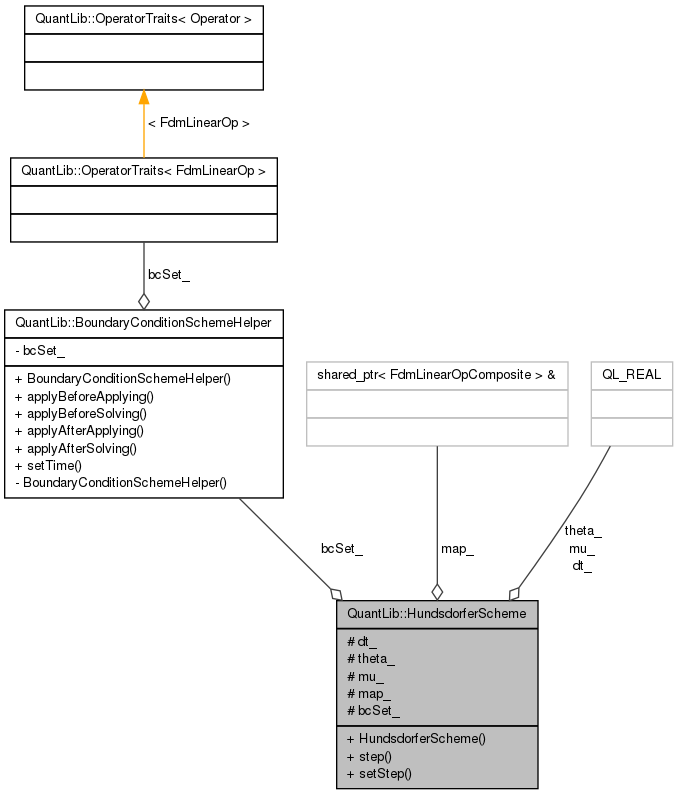 QuantLib::OperatorTraits< Operator >
< FdmLinearOp >
QuantLib::OperatorTraits< FdmLinearOp >
bcSet_
QuantLib::BoundaryConditionSchemeHelper
- bcSet_
+ BoundaryConditionSchemeHelper()
+ applyBeforeApplying()
+ applyBeforeSolving()
+ applyAfterApplying()
+ applyAfterSolving()
+ setTime()
- BoundaryConditionSchemeHelper()
shared_ptr< FdmLinearOpComposite > &
QL_REAL
bcSet_
map_
theta_
mu_
dt_
QuantLib::HundsdorferScheme
# dt_
# theta_
# mu_
# map_
# bcSet_
+ HundsdorferScheme()
+ step()
+ setStep()